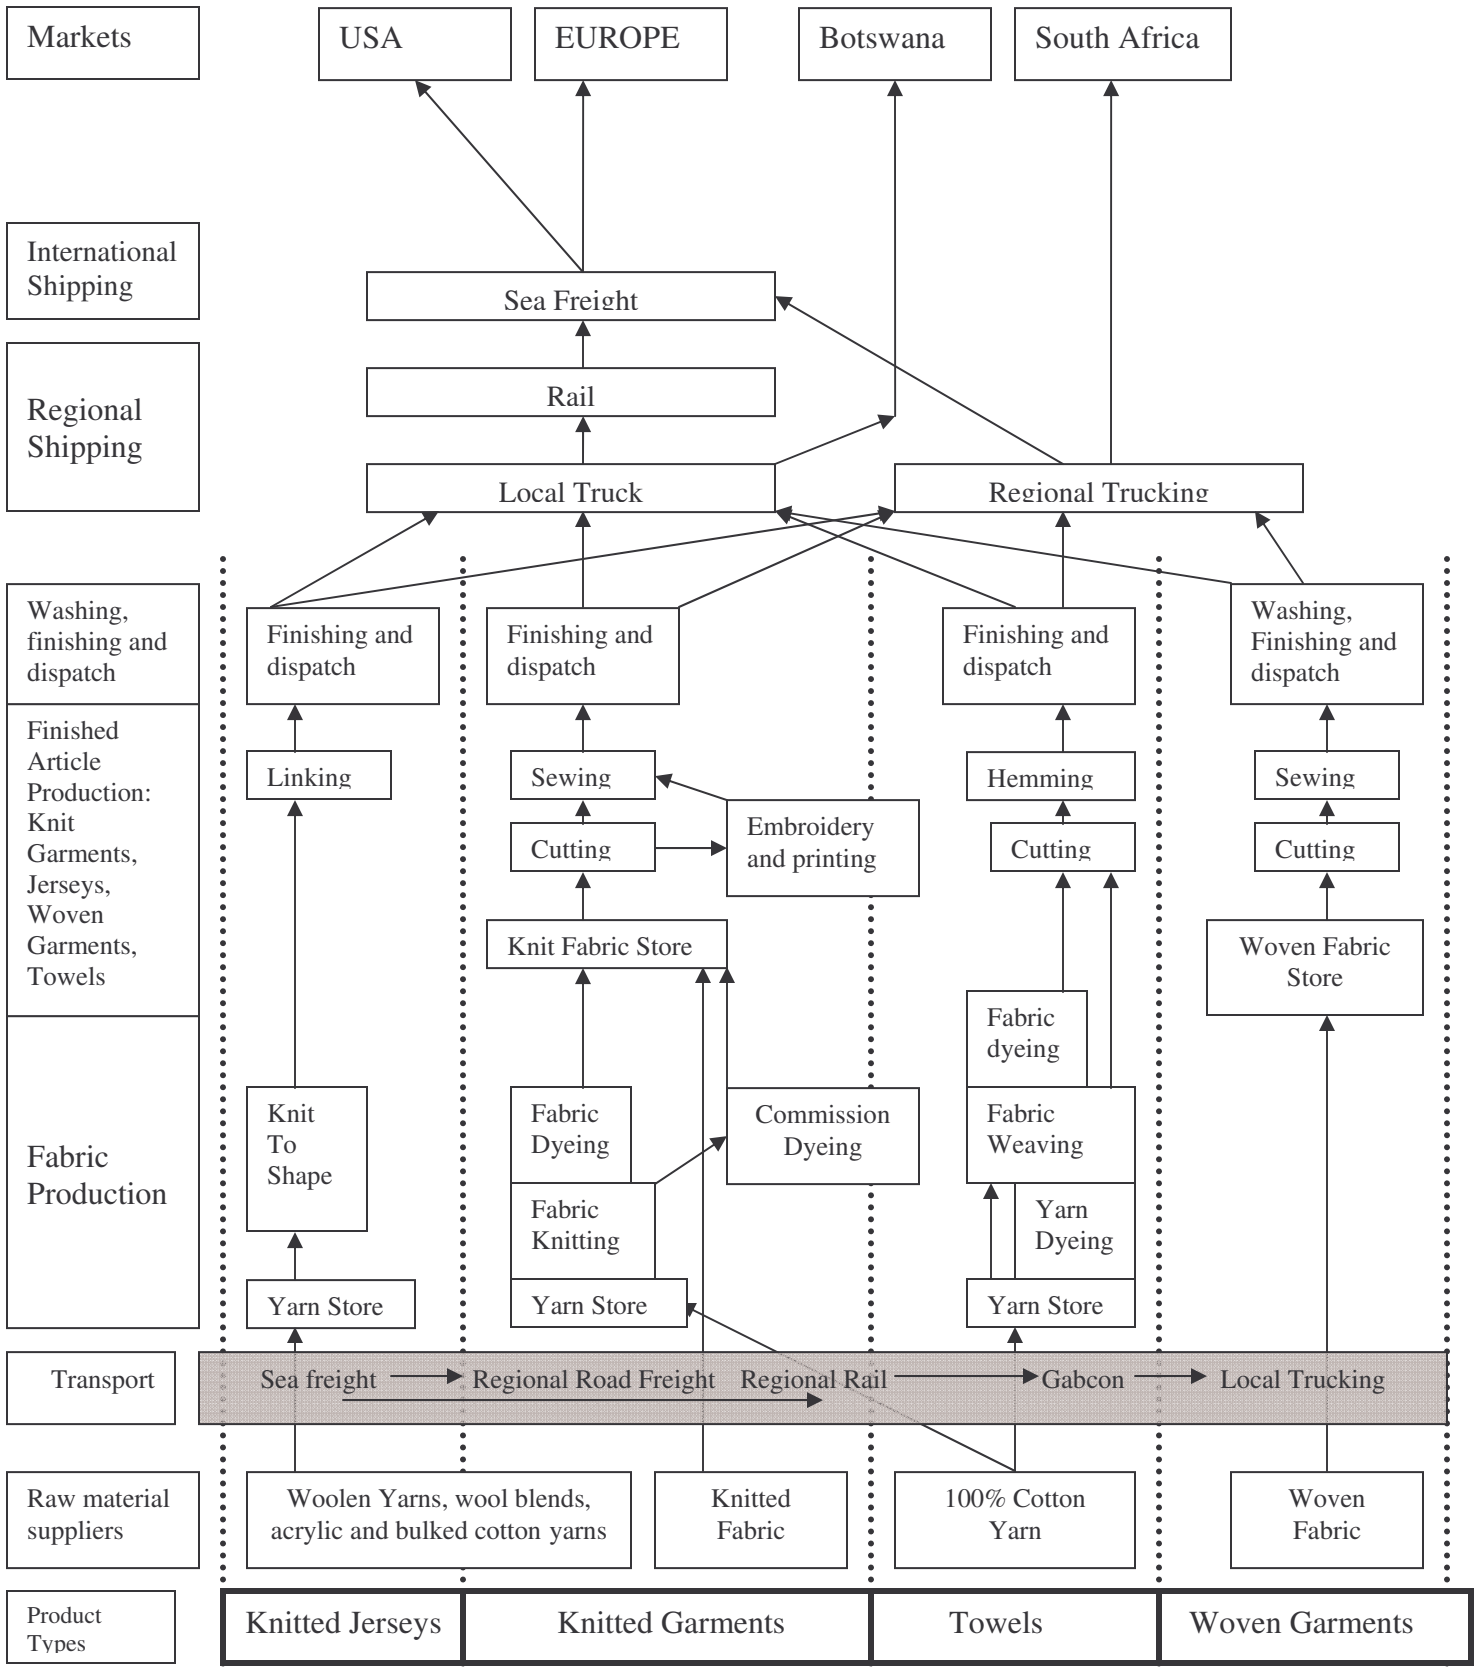 Markets
USA
EUROPE
Botswana
South Africa
International
Shipping
Sea Freight
Regional
Shipping
Rail
Local Truck
Regional Trucking
Washing,
finishing and
dispatch
Finishing and
dispatch
Finishing and
dispatch
Finishing and
dispatch
Washing,
Finishing and
dispatch
Finished
Article
Production:
Knit
Garments,
Jerseys,
Woven
Garments,
Towels
Linking
Sewing
Hemming
Sewing
Cutting
Embroidery
and printing
Cutting
Cutting
Knit Fabric Store
Woven Fabric
Store
Fabric
Production
Knit
To
Shape
Fabric
Dyeing
Commission
Dyeing
Fabric
dyeing
Fabric
Weaving
Fabric
Knitting
Yarn
Dyeing
Yarn Store
Yarn Store
Yarn Store
Transport
Sea freight
Regional Road Freight
Regional Rail
Gabcon
Local Trucking
Raw material
suppliers
Woolen Yarns, wool blends,
acrylic and bulked cotton yarns
Knitted
Fabric
100% Cotton
Yarn
Woven
Fabric
Product
Types
Knitted Jerseys
Knitted Garments
Towels
Woven Garments